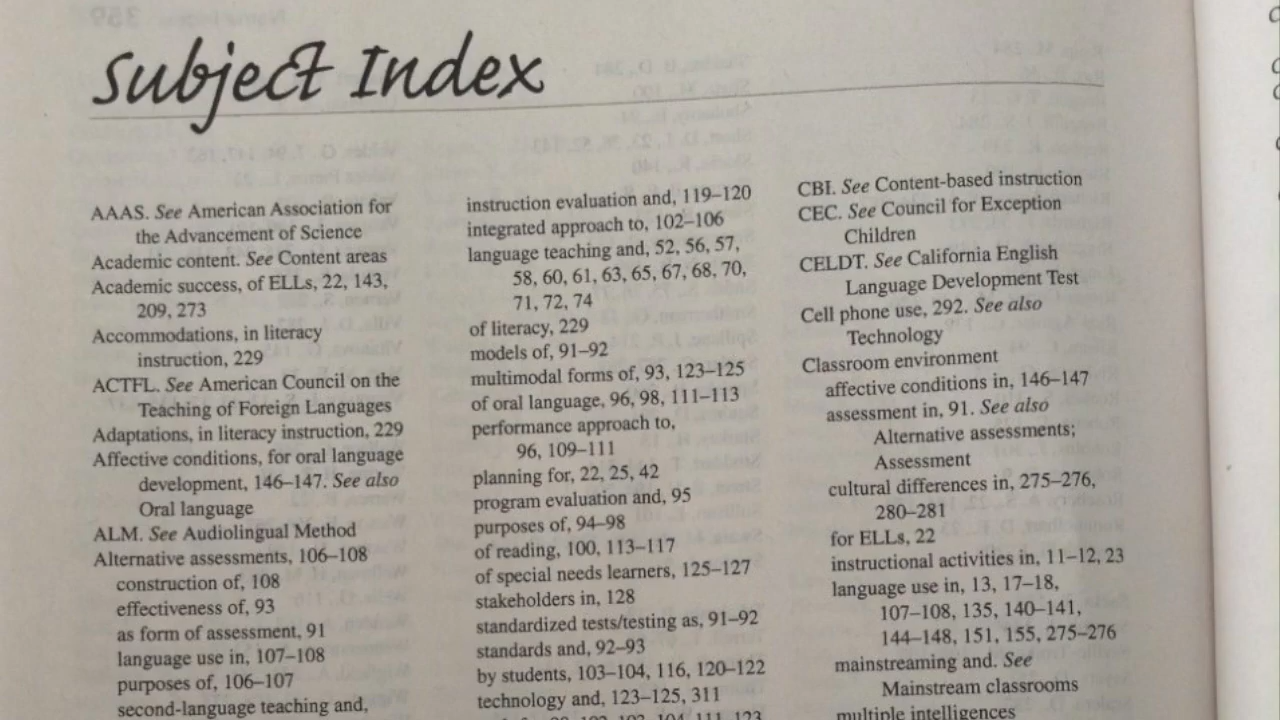 Subject Index
AAAS. See American Association for
the Advancement of Science
Academic content. See Content areas
Academic success, of ELLs, 22, 143,
209, 273
Accommodations, in literacy
instruction, 229
ACTFL. See American Council on the
Teaching of Foreign Languages
Adaptations, in literacy instruction, 229
Affective conditions, for oral language
development, 146–147. See also
Oral language
ALM. See Audiolingual Method
Alternative assessments, 106–108
construction of, 108
effectiveness of, 93
as form of assessment, 91
language use in, 107–108
purposes of, 106–107
second-language teaching and,
instruction evaluation and, 119–120
integrated approach to, 102–106
language teaching and, 52, 56, 57,
58, 60, 61, 63, 65, 67, 68, 70,
71, 72, 74
of literacy, 229
models of, 91–92
multimodal forms of, 93, 123–125
of oral language, 96, 98, 111–113
performance approach to,
96, 109–111
planning for, 22, 25, 42
program evaluation and, 95
purposes of, 94–98
of reading, 100, 113–117
of special needs learners, 125–127
stakeholders in, 128
standardized tests/testing as, 91–92
standards and, 92–93
by students, 103–104, 116, 120–122
technology and, 123–125, 311
CBI. See Content-based instruction
CEC. See Council for Exception
Children
CELDT. See California English
Language Development Test
Cell phone use, 292. See also
Technology
Classroom environment
affective conditions in, 146–147
assessment in, 91. See also
Alternative assessments;
Assessment
cultural differences in, 275–276,
280–281
for ELLs, 22
instructional activities in, 11–12, 23
language use in, 13, 17–18,
107–108, 135, 140–141,
144–148, 151, 155, 275–276
mainstreaming and. See
Mainstream classrooms
multiple intelligences